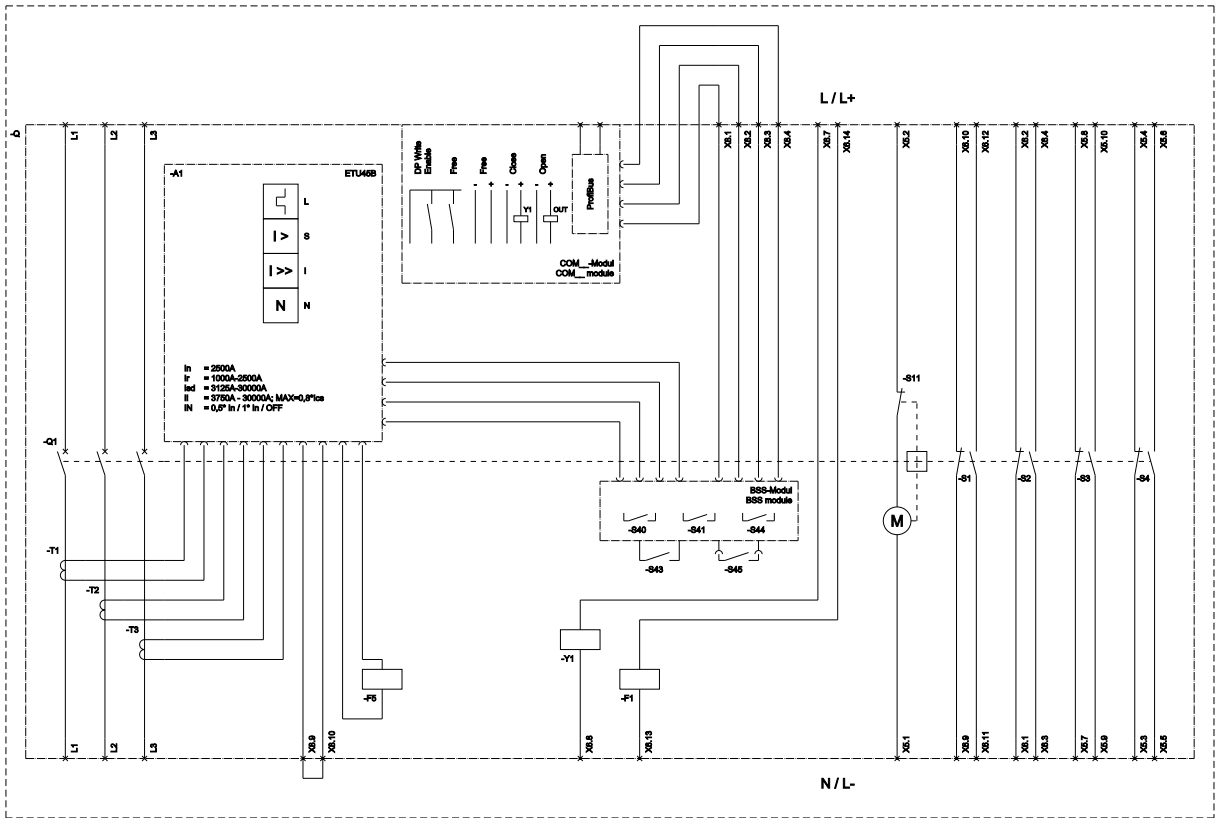 L / L+
-Q
L1
L2
L3
X8.1
X8.2
X8.3
X8.4
X6.7
X6.14
X5.2
X6.10
X6.12
X6.2
X6.4
X5.8
X5.10
X5.4
X5.6
-A1
ETU45B
L
I >
S
I >>
I
N
N
DP Write
Enable
Free
Free
Close
Open
- + - + - +
Y1
OUT
ProfiBus
COM__-Modul
COM__ module
In = 2500A
Ir = 1000A-2500A
Isd = 3125A-30000A
Ii = 3750A - 30000A; MAX=0,8*Ics
IN = 0,5* In / 1* In / OFF
-S11
-Q1
-S1
-S2
-S3
-S4
BSS-Modul
BSS module
M
-S40
-S41
-S44
-S43
-S45
-T1
-T2
-T3
-Y1
-F5
-F1
L1
L2
L3
X8.9
X8.10
X6.8
X6.13
X5.1
X6.9
X6.11
X6.1
X6.3
X5.7
X5.9
X5.3
X5.5
N / L-